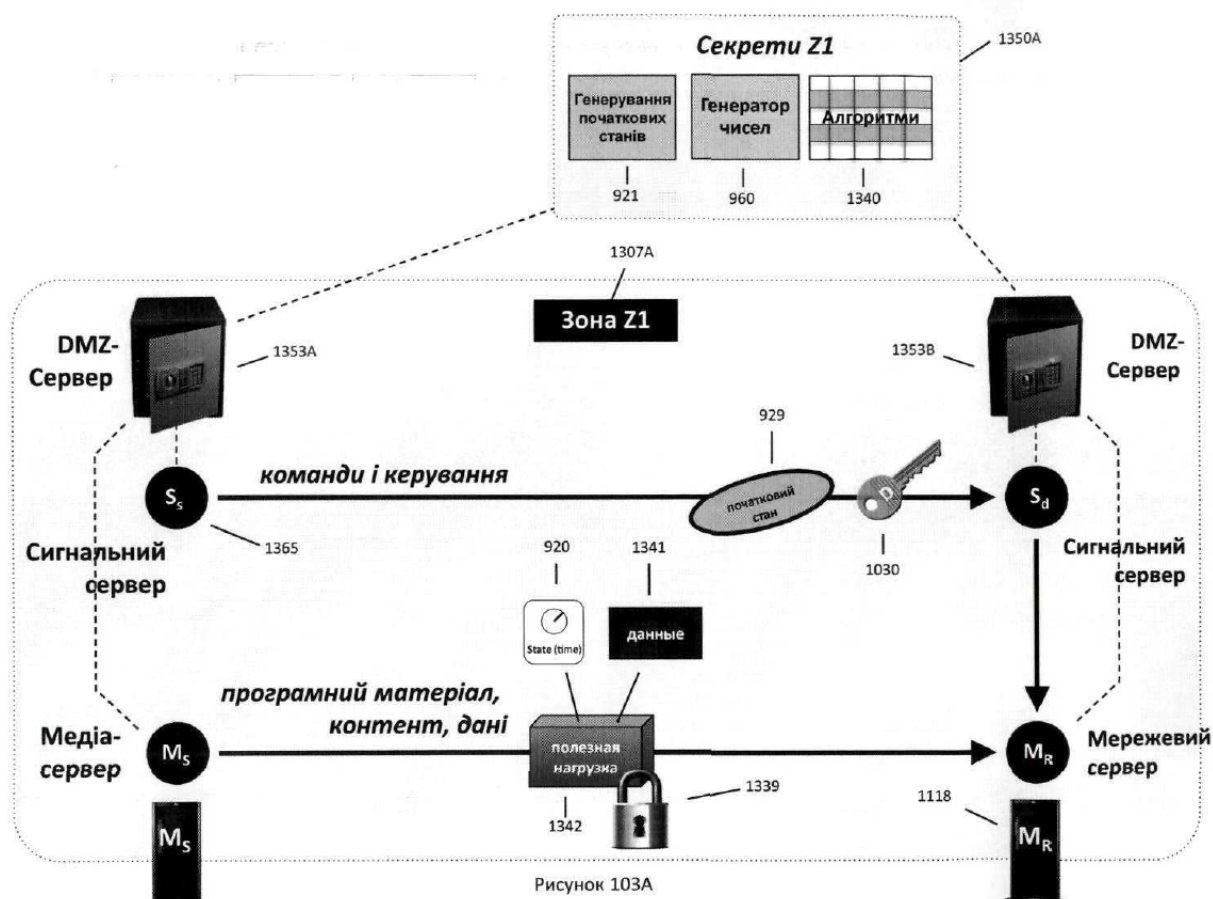 Секрети Z1
1350A
Генерування
початкових
станів
Генератор
чисел
Алгоритми
921
960
1340
1307A
Зона Z1
DMZ-
Сервер
1353A
1353B
DMZ-
Сервер
929
команди і керування
Ss
початковий
стан
D
Sd
Сигнальний
сервер
1365
920
1341
1030
Сигнальний
сервер
State (time)
данные
програмний матеріал,
контент, дані
Медіа-
сервер
MS
полезная
нагрузка
MR
Мережевий
сервер
1342
1339
1118
MS
MR
Рисунок 103A